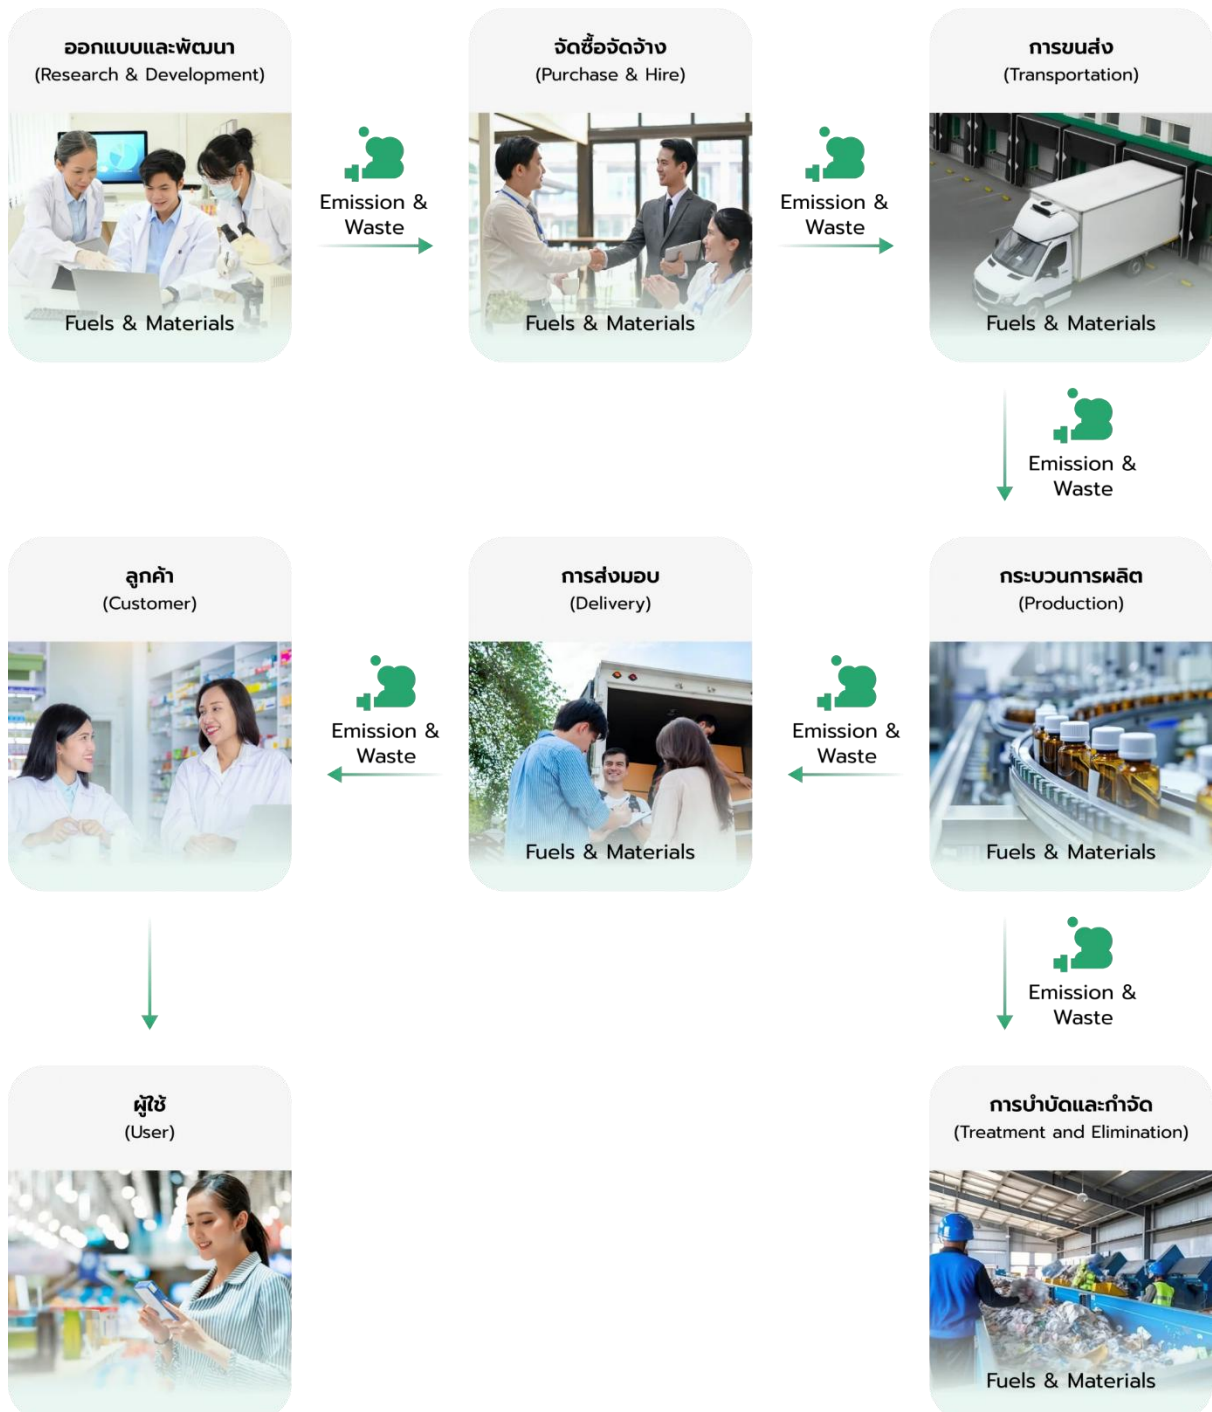 ออกแบบและพัฒนา
(Research & Development)
Fuels & Materials
Emission &
Waste
จัดซื้อจัดจ้าง
(Purchase & Hire)
Fuels & Materials
Emission &
Waste
การขนส่ง
(Transportation)
Fuels & Materials
Emission &
Waste
กระบวนการผลิต
(Production)
Fuels & Materials
Emission &
Waste
การส่งมอบ
(Delivery)
Fuels & Materials
Emission &
Waste
ลูกค้า
(Customer)
ผู้ใช้
(User)
Emission &
Waste
การบำบัดและกำจัด
(Treatment and Elimination)
Fuels & Materials